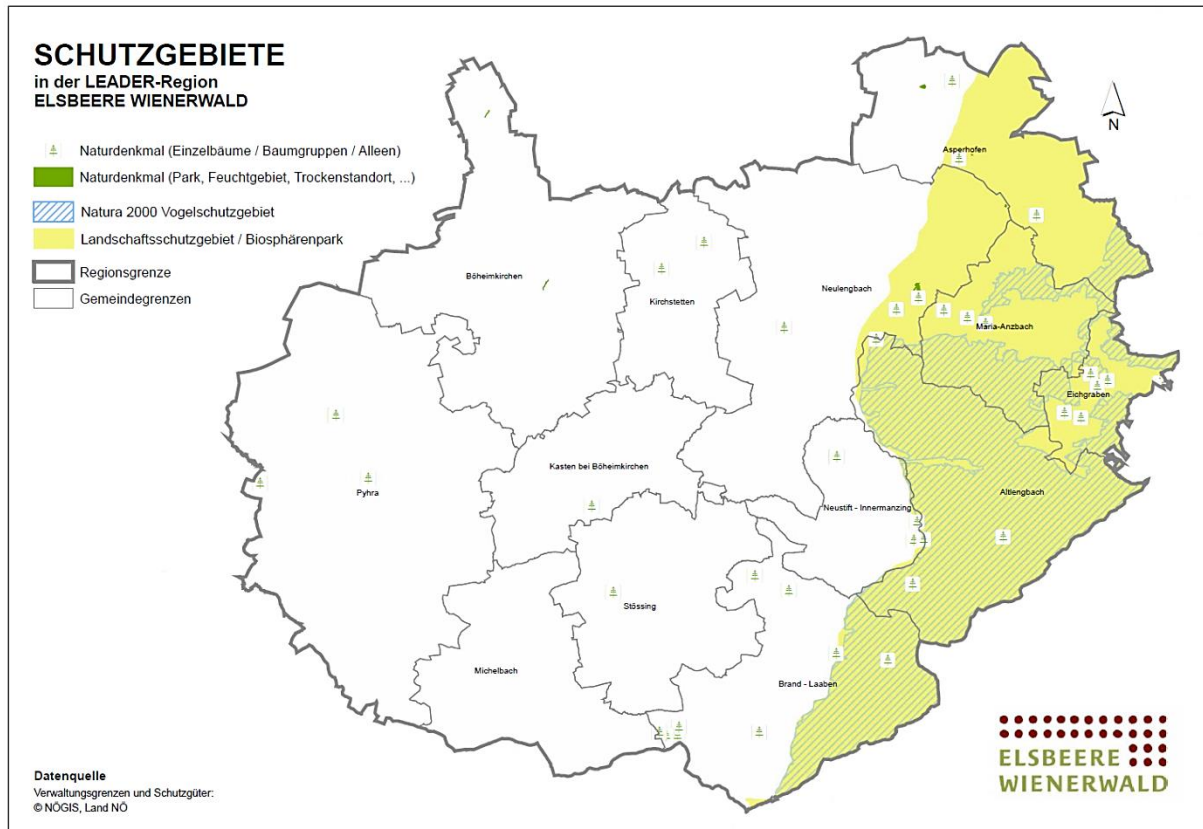 SCHUTZGEBIETE
in der LEADER-Region
ELSBEERE WIENERWALD
Naturdenkmal (Einzelbäume / Baumgruppen / Alleen)
Naturdenkmal (Park, Feuchtgebiet, Trockenstandort, ...)
Natura 2000 Vogelschutzgebiet
Landschaftsschutzgebiet / Biosphärenpark
Regionsgrenze
Gemeindegrenzen
N
Asperhofen
Böheimkirchen
Kirchstetten
Neulengbach
Maria-Anzbach
Eichgraben
Kasten bei Böheimkirchen
Pyhra
Altlengbach
Neustift - Innermanzing
Stössing
Michelbach
Brand - Laaben
ELSBEERE
WIENERWALD
Datenquelle
Verwaltungsgrenzen und Schutzgüter:
© NÖGIS, Land NÖ